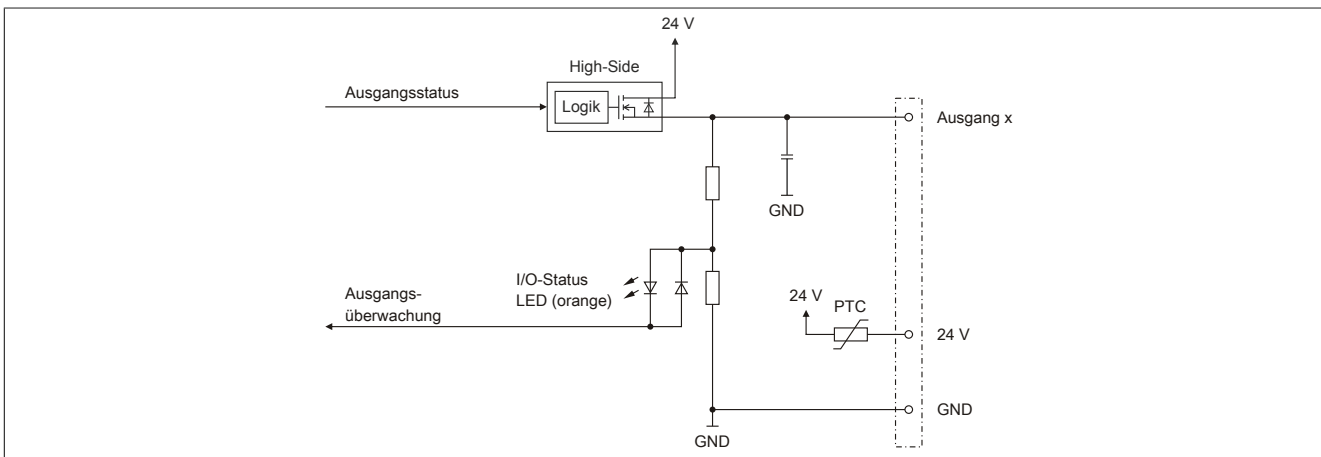 24 V
High-Side
Ausgangsstatus
Logik
Ausgang x
GND
I/O-Status
LED (orange)
Ausgangs-
überwachung
24 V
PTC
24 V
GND
GND